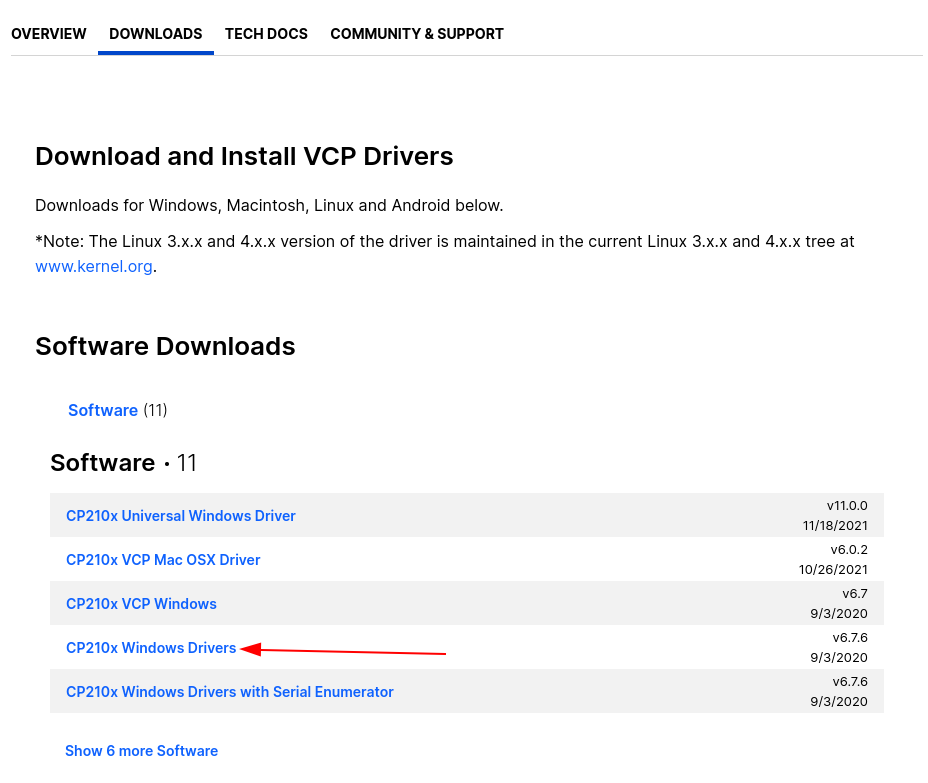 OVERVIEW DOWNLOADS TECH DOCS COMMUNITY & SUPPORT
Download and Install VCP Drivers
Downloads for Windows, Macintosh, Linux and Android below.
*Note: The Linux 3.x.x and 4.x.x version of the driver is maintained in the current Linux 3.x.x and 4.x.x tree at
www.kernel.org.
Software Downloads
Software (11)
Software · 11
CP210x Universal Windows Driver
v11.0.0
11/18/2021
CP210x VCP Mac OSX Driver
v6.0.2
10/26/2021
CP210x VCP Windows
v6.7
9/3/2020
CP210x Windows Drivers
v6.7.6
9/3/2020
CP210x Windows Drivers with Serial Enumerator
v6.7.6
9/3/2020
Show 6 more Software